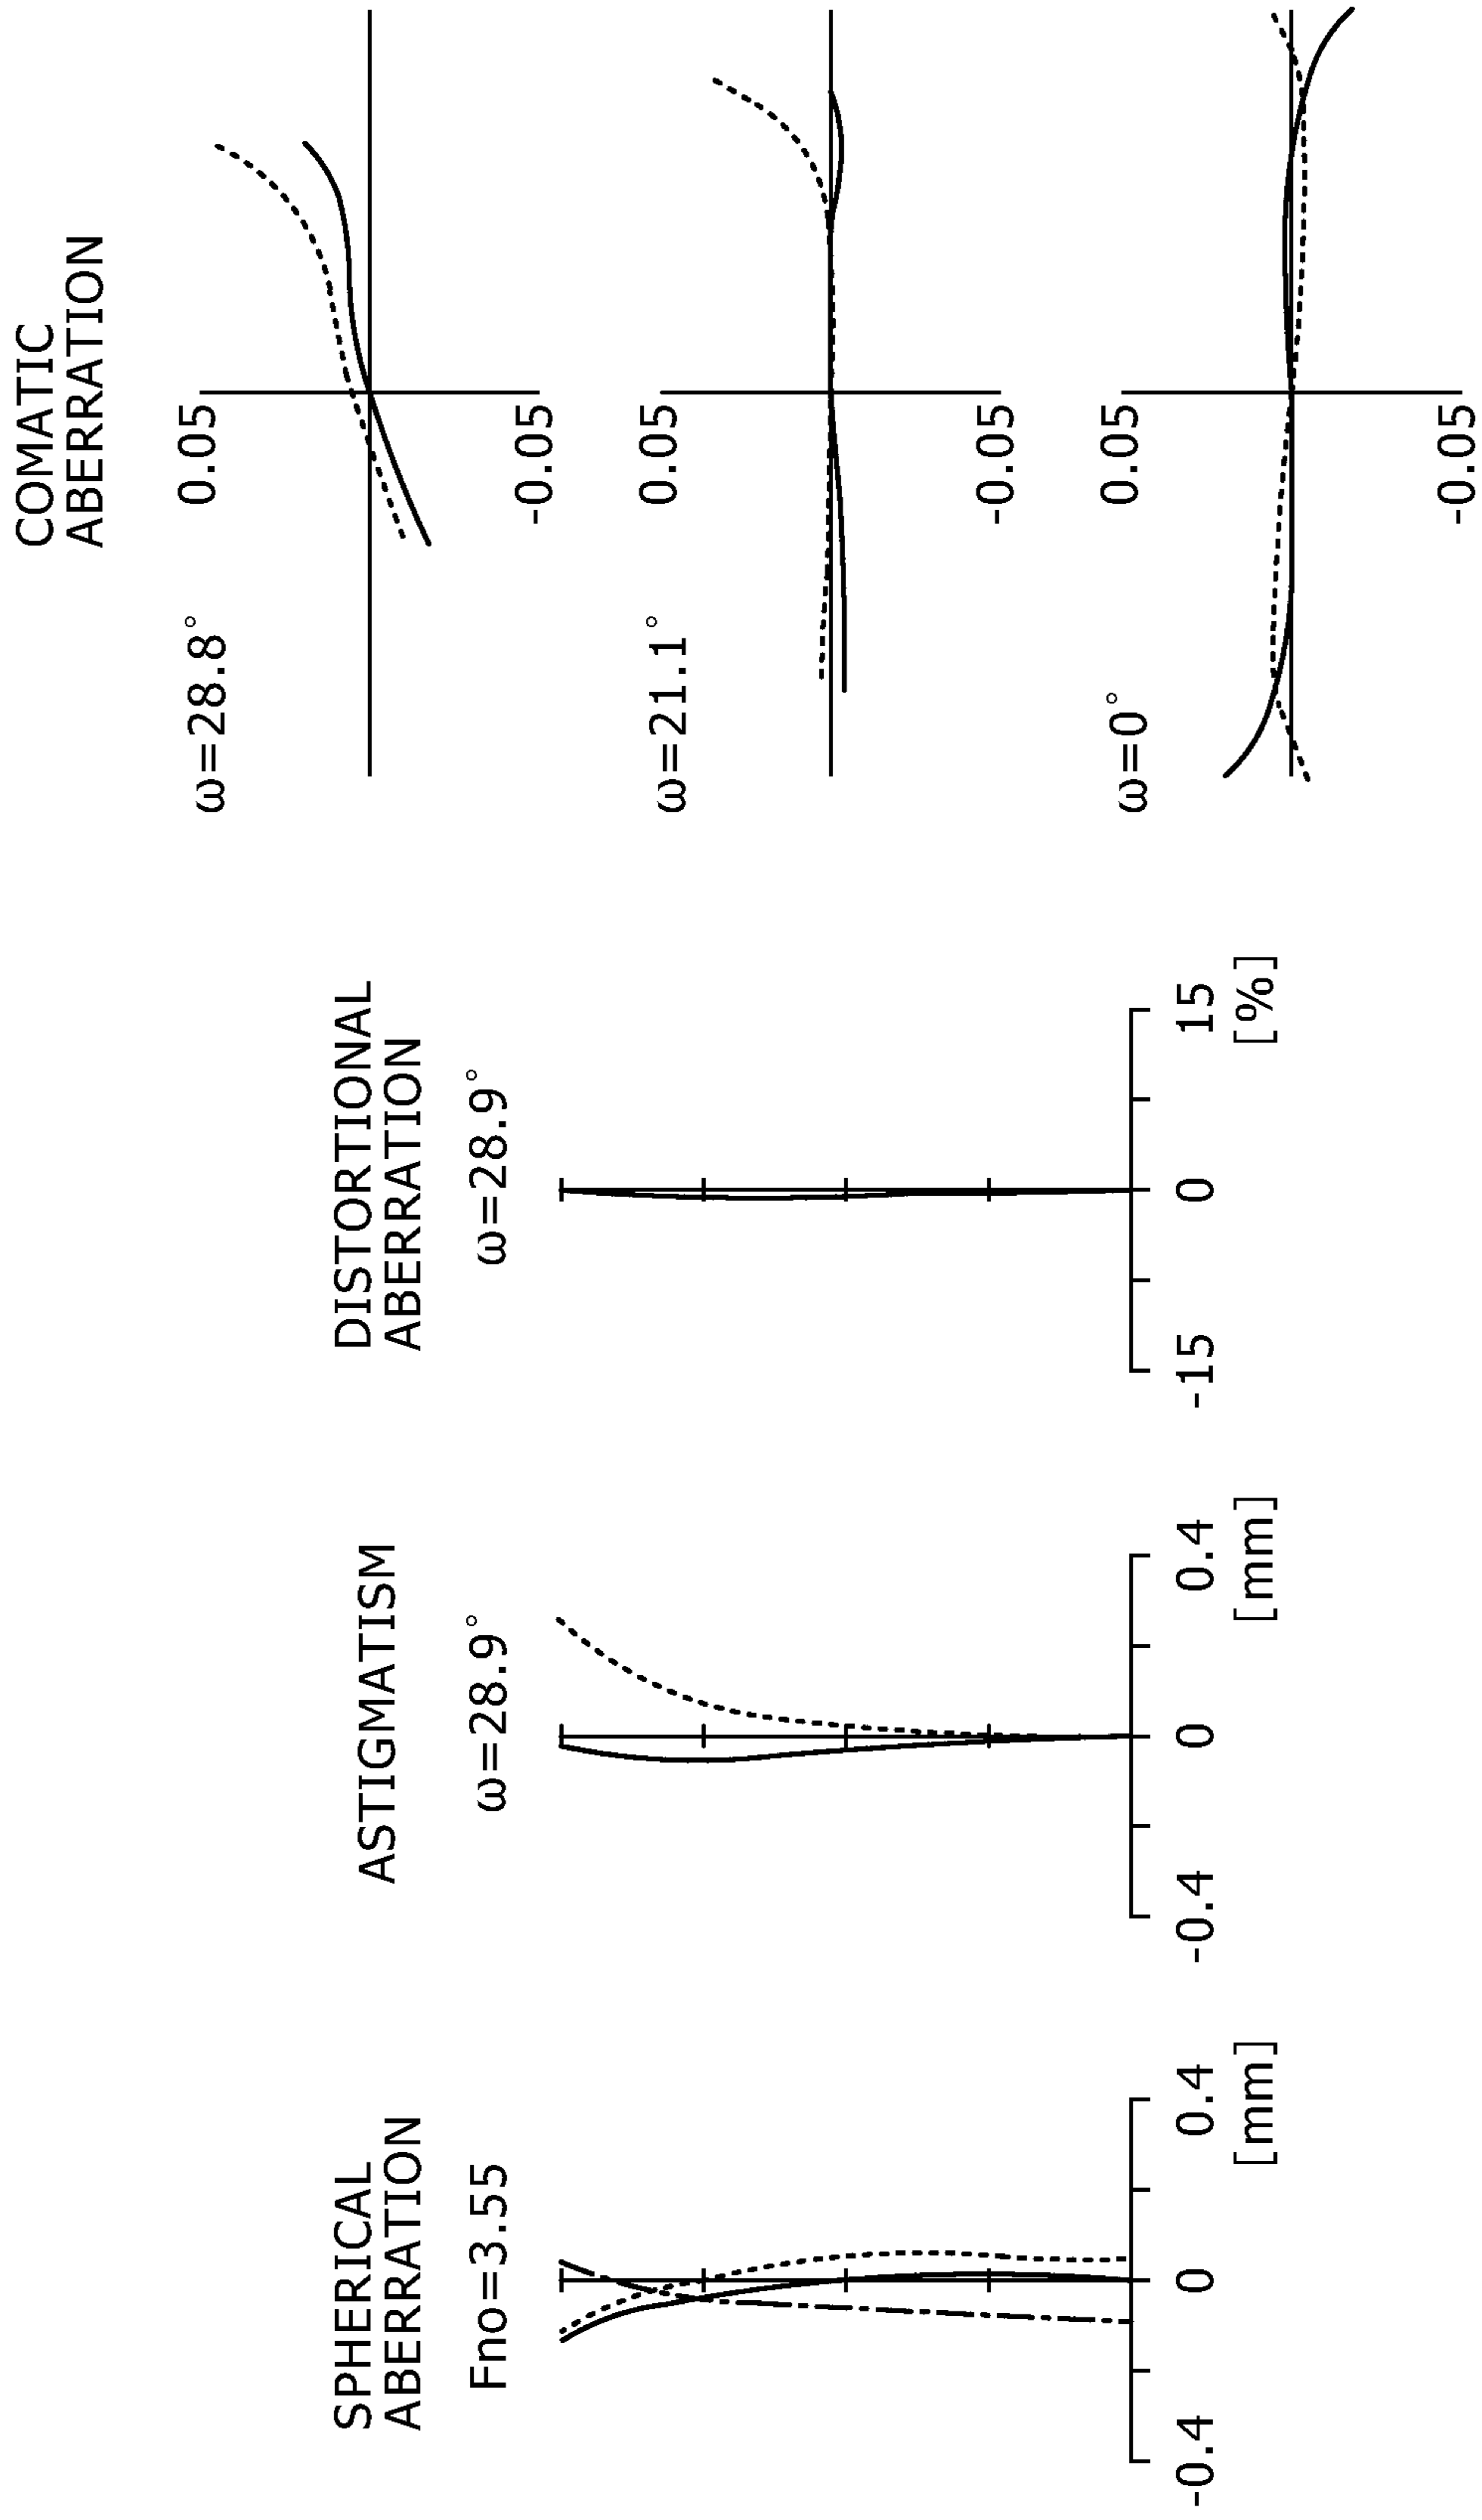 SPHERICAL
ABERRATION
Fno=3.55
-0.4
0
0.4
[mm]
ASTIGMATISM
ω=28.9°
-0.4
0
0.4
[mm]
DISTORTIONAL
ABERRATION
ω=28.9°
-15
0
15
[%]
COMATIC
ABERRATION
ω=28.8°
0.05
-0.05
ω=21.1°
0.05
-0.05
ω=0°
0.05
-0.05